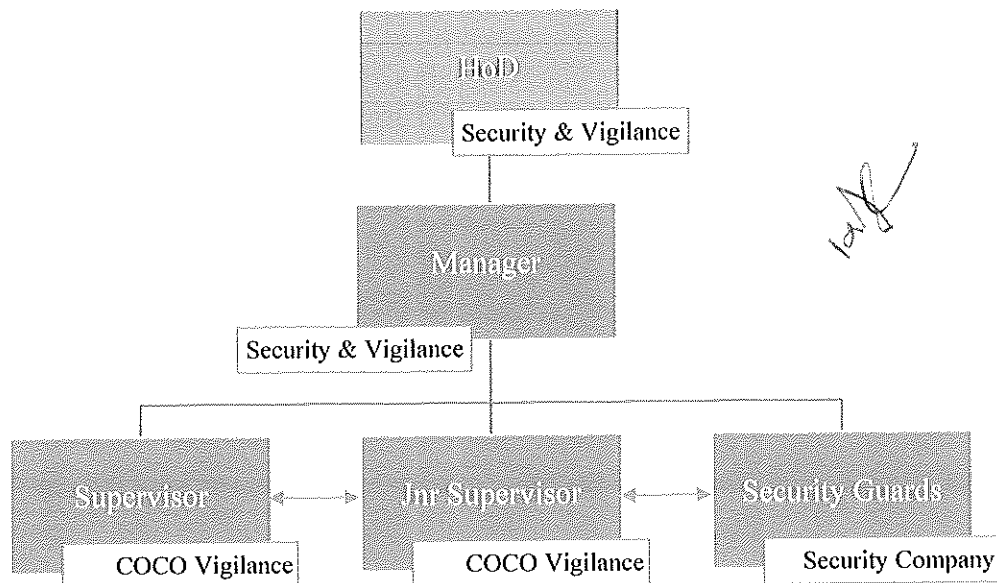 HoD
Security & Vigilance
Manager
Security & Vigilance
Supervisor
COCO Vigilance
Jnr Supervisor
COCO Vigilance
Security Guards
Security Company